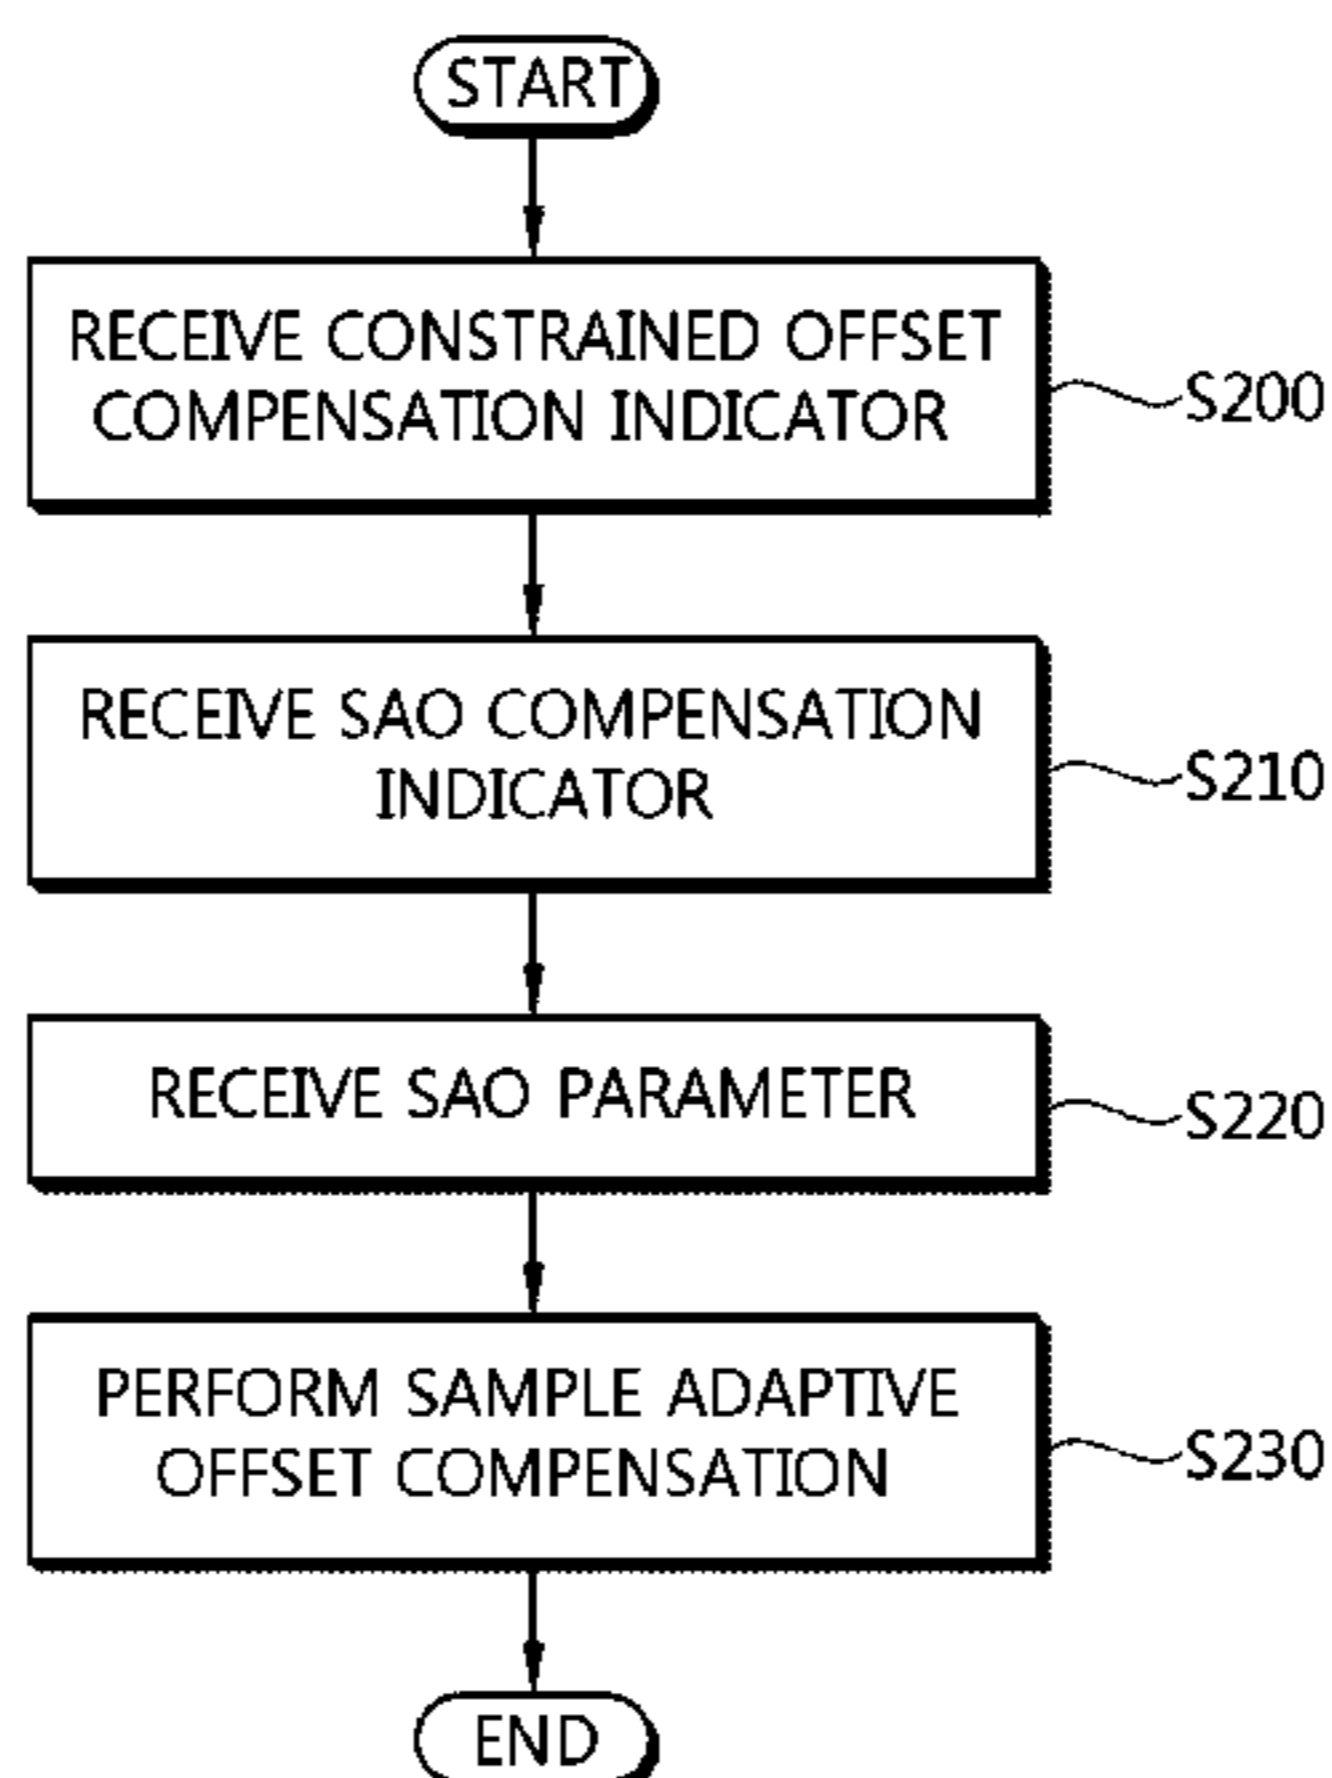 START
RECEIVE CONSTRAINED OFFSET
COMPENSATION INDICATOR
S200
RECEIVE SAO COMPENSATION
INDICATOR
S210
RECEIVE SAO PARAMETER
S220
PERFORM SAMPLE ADAPTIVE
OFFSET COMPENSATION
S230
END